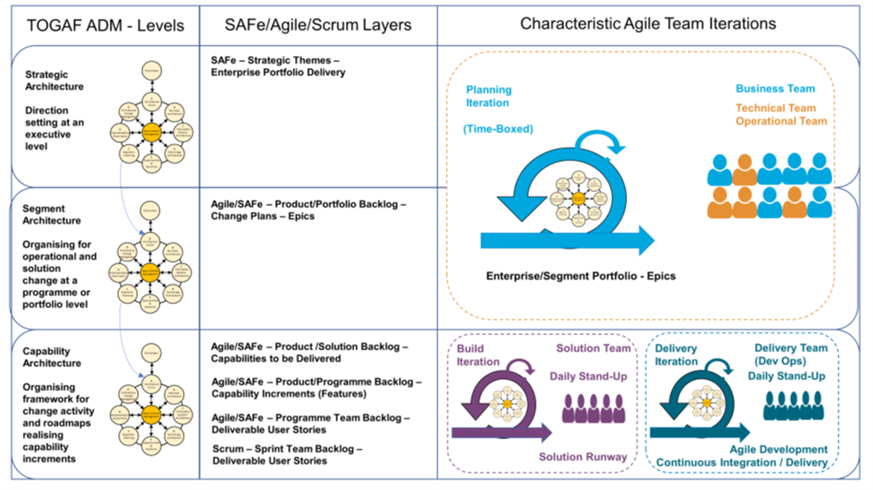 TOGAF ADM - Levels
SAFe/Agile/Scrum Layers
Characteristic Agile Team Iterations
Strategic
Architecture
Direction
setting at an
executive
level
SAFe – Strategic Themes –
Enterprise Portfolio Delivery
Segment
Architecture
Organising for
operational and
solution
change at a
programme or
portfolio level
Agile/SAFe – Product/Portfolio Backlog –
Change Plans – Epics
Planning
Iteration
(Time-Boxed)
Business Team
Technical Team
Operational Team
Enterprise/Segment Portfolio - Epics
Capability
Architecture
Organising
framework for
change activity
and roadmaps
realising
capability
increments
Agile/SAFe – Product /Solution Backlog –
Capabilities to be Delivered
Agile/SAFe – Product/Programme Backlog –
Capability Increments (Features)
Agile/SAFe – Programme Team Backlog –
Deliverable User Stories
Scrum – Sprint Team Backlog –
Deliverable User Stories
Build
Iteration
Solution Team
Daily Stand-Up
Solution Runway
Delivery
Iteration
Delivery Team
(Dev Ops)
Daily Stand-Up
Agile Development
Continuous Integration / Delivery